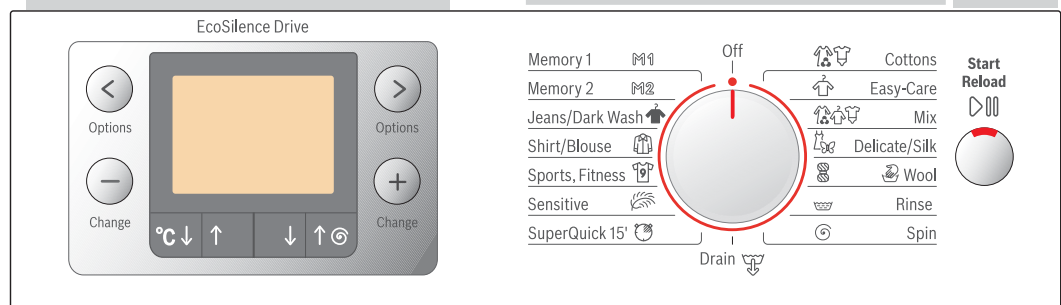 EcoSilence Drive
< Options
> Options
− Change
+ Change
°C ↓ ↑ ↓ ↑
Off
Memory 1 M1
Memory 2 M2
Jeans/Dark Wash
Shirt/Blouse
Sports, Fitness 9
Sensitive
SuperQuick 15'
Drain
Cottons
Easy-Care
Mix
Delicate/Silk
Wool
Rinse
Spin
Start
Reload